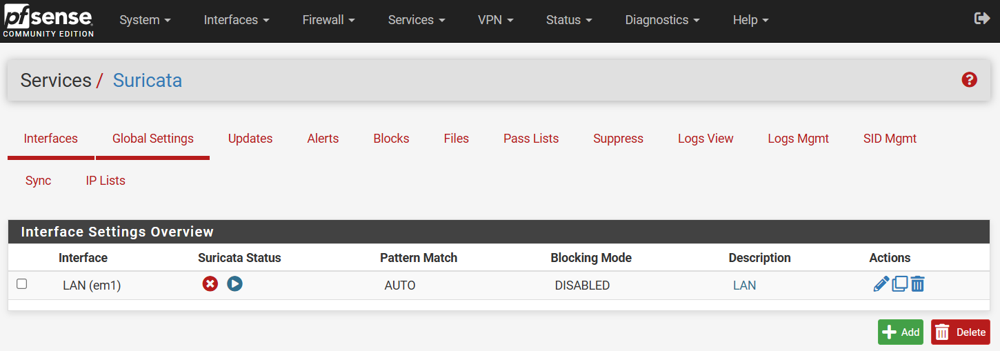 pfsense
COMMUNITY EDITION
System Interfaces Firewall Services VPN Status Diagnostics Help
Services / Suricata
Interfaces Global Settings Updates Alerts Blocks Files Pass Lists Suppress Logs View Logs Mgmt SID Mgmt
Sync IP Lists
Interface Settings Overview
Interface Suricata Status Pattern Match Blocking Mode Description Actions
LAN (em1) AUTO DISABLED LAN
Add Delete